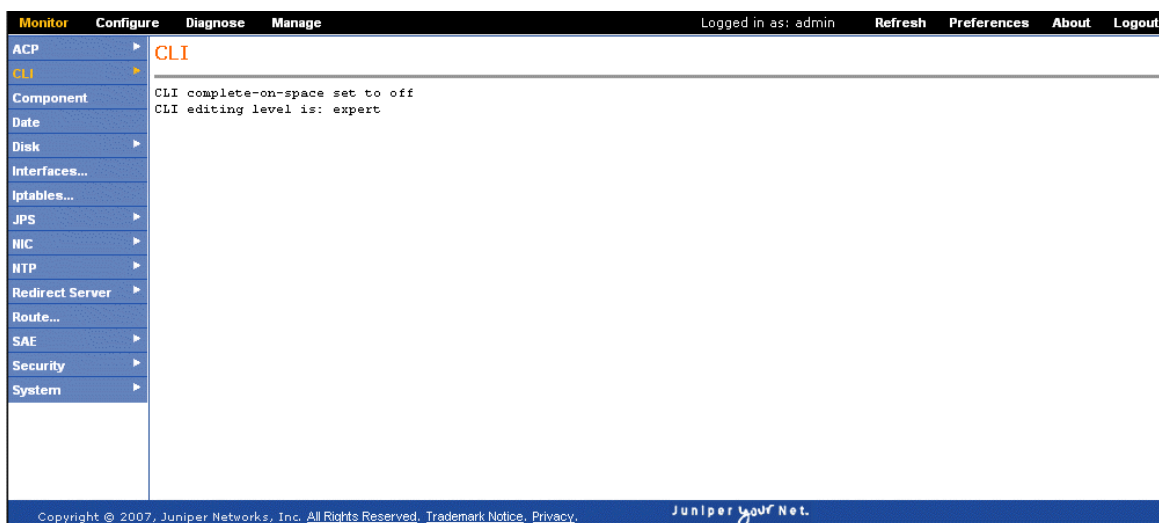 Monitor Configure Diagnose Manage Logged in as: admin Refresh Preferences About Logout
ACP
CLI
Component
Date
Disk
Interfaces...
Iptables...
JPS
NIC
NTP
Redirect Server
Route...
SAE
Security
System
CLI
CLI complete-on-space set to off
CLI editing level is: expert
Copyright © 2007, Juniper Networks, Inc. All Rights Reserved. Trademark Notice. Privacy.
Juniper your Net.